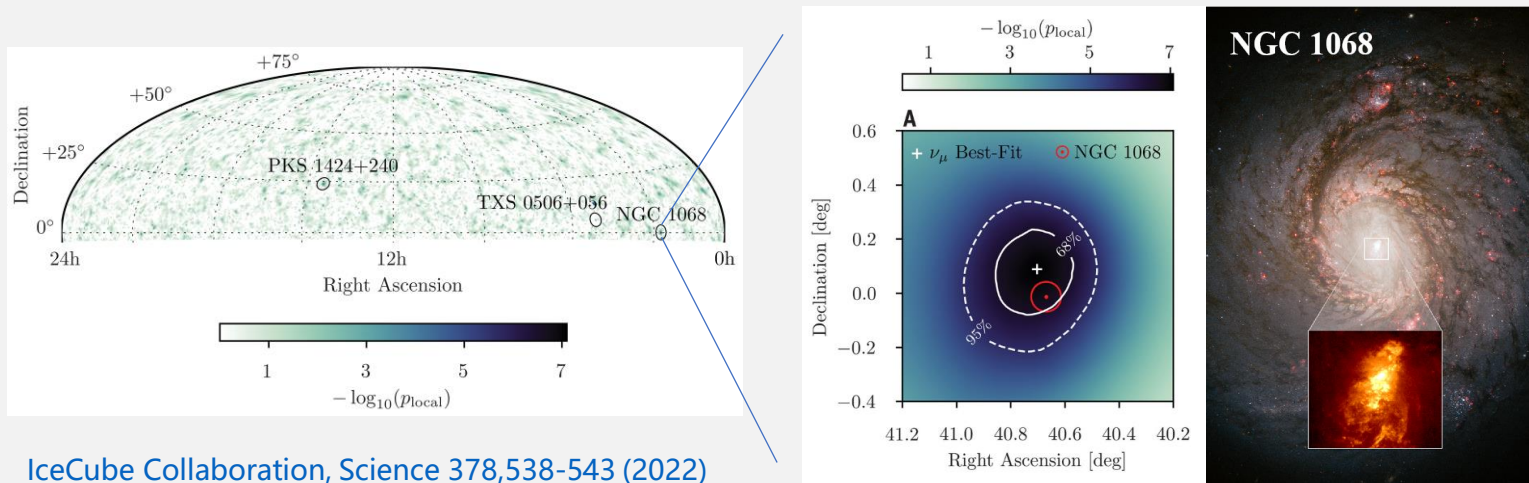 +75°
+50°
+25°
0°
Declination
PKS 1424+240
TXS 0506+056
NGC 1068
24h
12h
0h
Right Ascension
1 3 5 7
− log₁₀(p_local)
IceCube Collaboration, Science 378,538-543 (2022)
− log₁₀(p_local)
1 3 5 7
A
ν_μ Best-Fit
NGC 1068
68%
95%
0.6
0.4
0.2
0.0
−0.2
−0.4
Declination [deg]
41.2 41.0 40.8 40.6 40.4 40.2
Right Ascension [deg]
NGC 1068